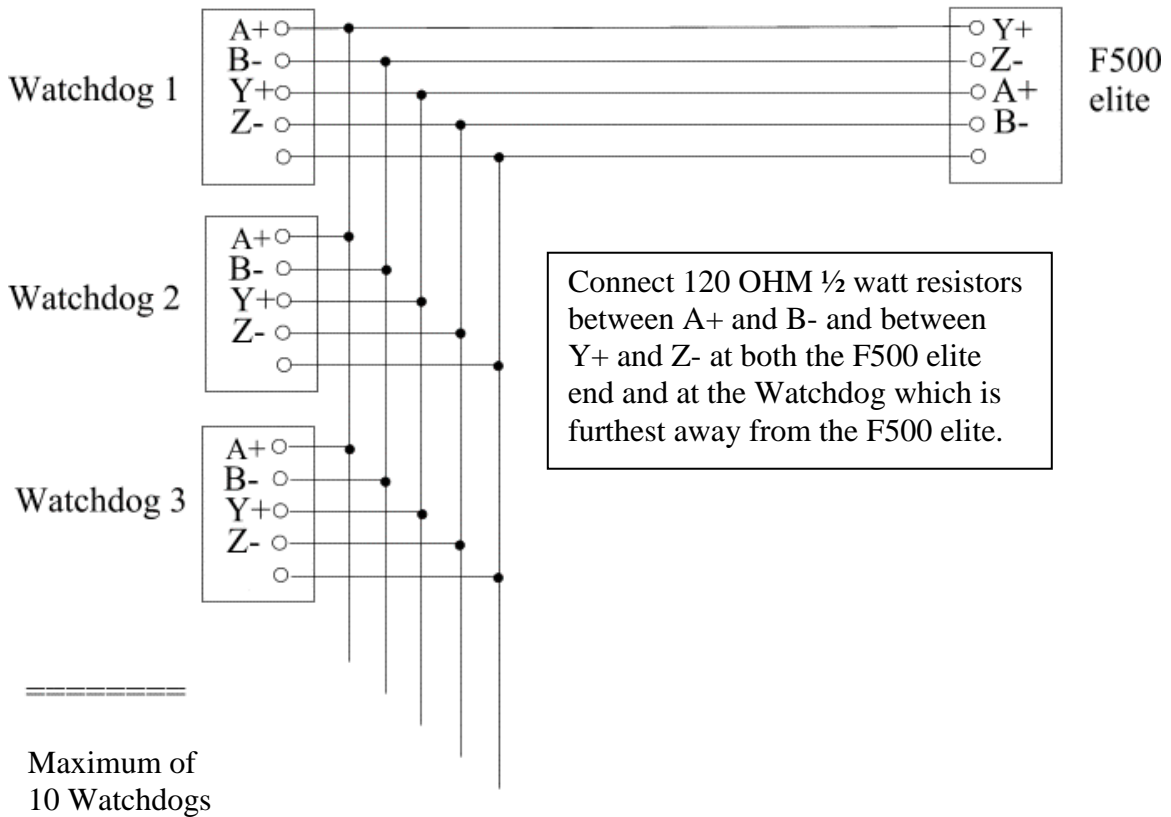 Watchdog 1
A+
B-
Y+
Z-
Y+
Z-
A+
B-
F500
elite
Watchdog 2
A+
B-
Y+
Z-
Connect 120 OHM ½ watt resistors
between A+ and B- and between
Y+ and Z- at both the F500 elite
end and at the Watchdog which is
furthest away from the F500 elite.
Watchdog 3
A+
B-
Y+
Z-
========
Maximum of
10 Watchdogs